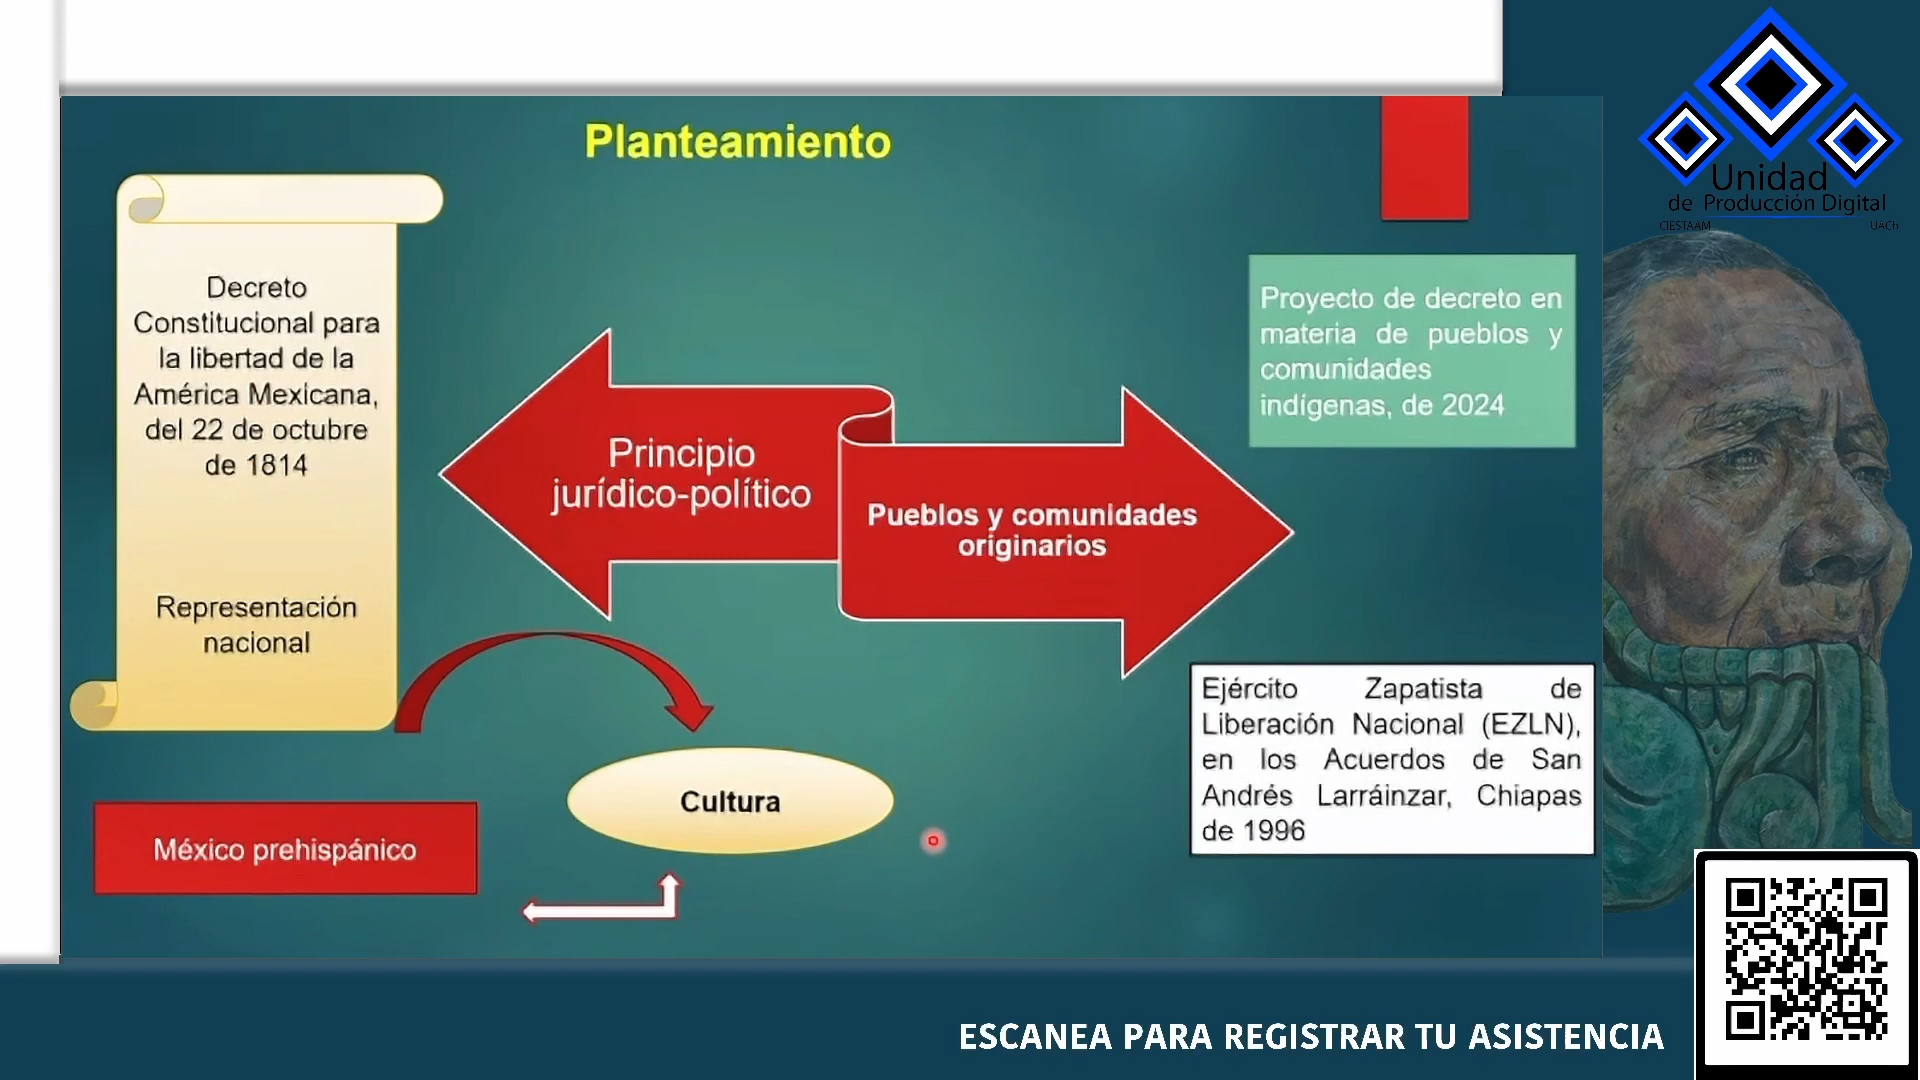 Planteamiento
Decreto
Constitucional para
la libertad de la
América Mexicana,
del 22 de octubre
de 1814
Representación
nacional
Principio
jurídico-político
Pueblos y comunidades
originarios
Proyecto de decreto en
materia de pueblos y
comunidades
indígenas, de 2024
Ejército Zapatista de
Liberación Nacional (EZLN),
en los Acuerdos de San
Andrés Larráinzar, Chiapas
de 1996
Cultura
México prehispánico
Unidad
de Producción Digital
CIESTAAM UACh
ESCANEA PARA REGISTRAR TU ASISTENCIA